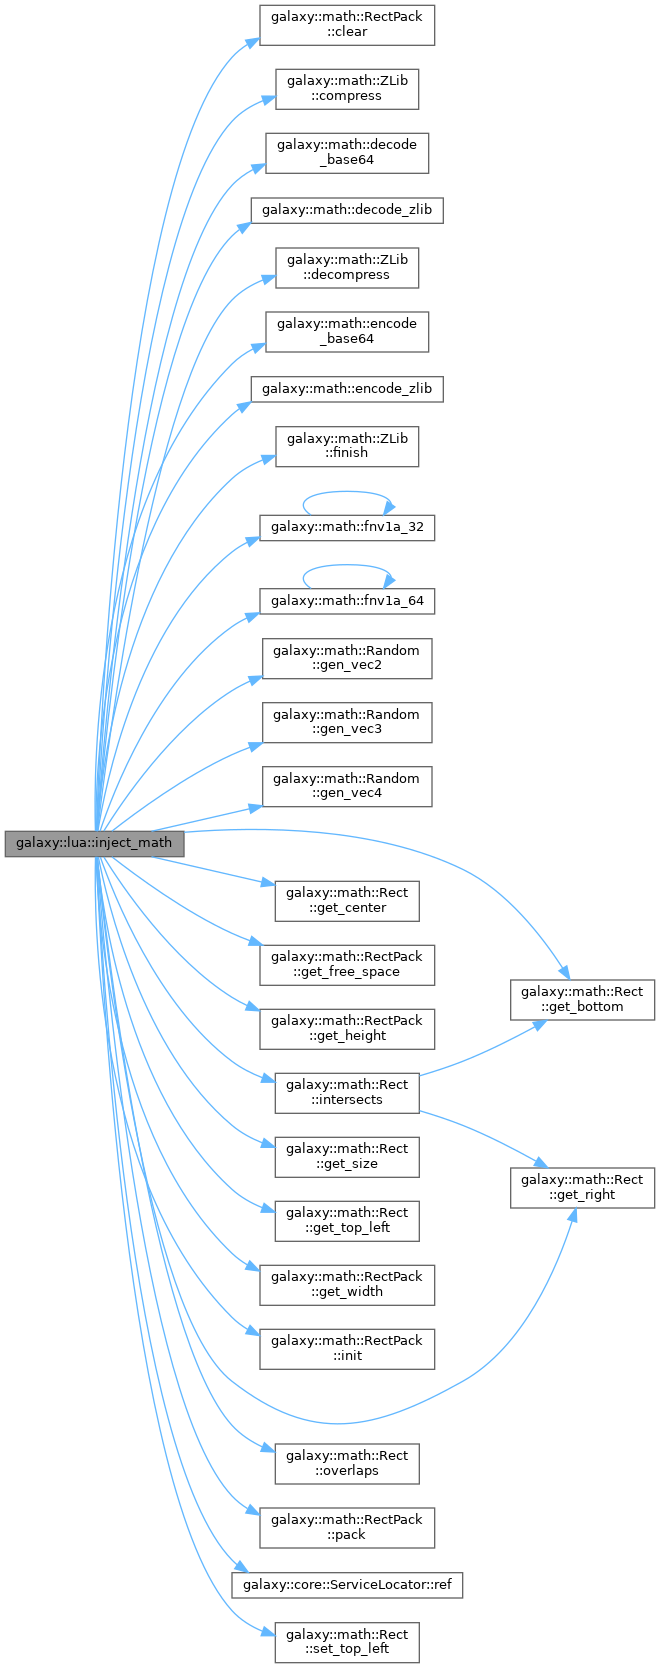 galaxy::math::RectPack
::clear
galaxy::math::ZLib
::compress
galaxy::math::decode
_base64
galaxy::math::decode_zlib
galaxy::math::ZLib
::decompress
galaxy::math::encode
_base64
galaxy::math::encode_zlib
galaxy::math::ZLib
::finish
galaxy::math::fnv1a_32
galaxy::math::fnv1a_64
galaxy::math::Random
::gen_vec2
galaxy::math::Random
::gen_vec3
galaxy::math::Random
::gen_vec4
galaxy::lua::inject_math
galaxy::math::Rect
::get_center
galaxy::math::RectPack
::get_free_space
galaxy::math::Rect
::get_bottom
galaxy::math::RectPack
::get_height
galaxy::math::Rect
::intersects
galaxy::math::Rect
::get_size
galaxy::math::Rect
::get_right
galaxy::math::Rect
::get_top_left
galaxy::math::RectPack
::get_width
galaxy::math::RectPack
::init
galaxy::math::Rect
::overlaps
galaxy::math::RectPack
::pack
galaxy::core::ServiceLocator::ref
galaxy::math::Rect
::set_top_left